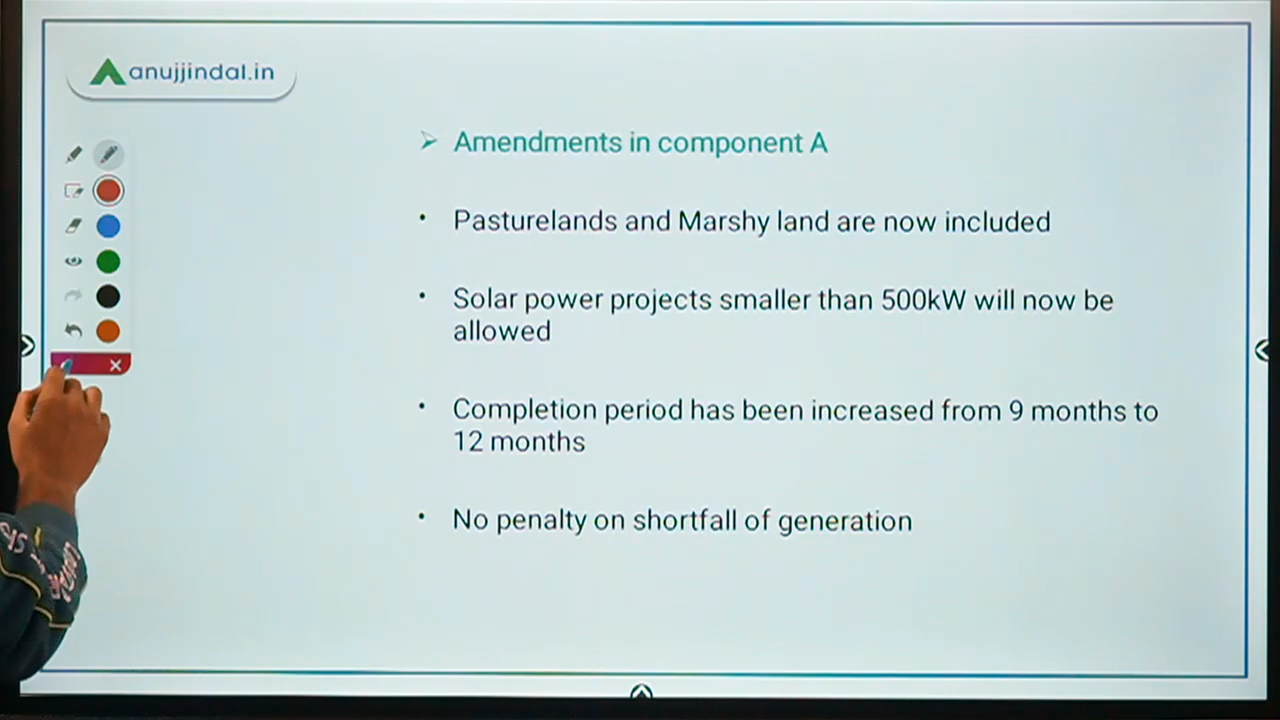 anujjindal.in
➢ Amendments in component A
• Pasturelands and Marshy land are now included
• Solar power projects smaller than 500kW will now be
allowed
• Completion period has been increased from 9 months to
12 months
• No penalty on shortfall of generation